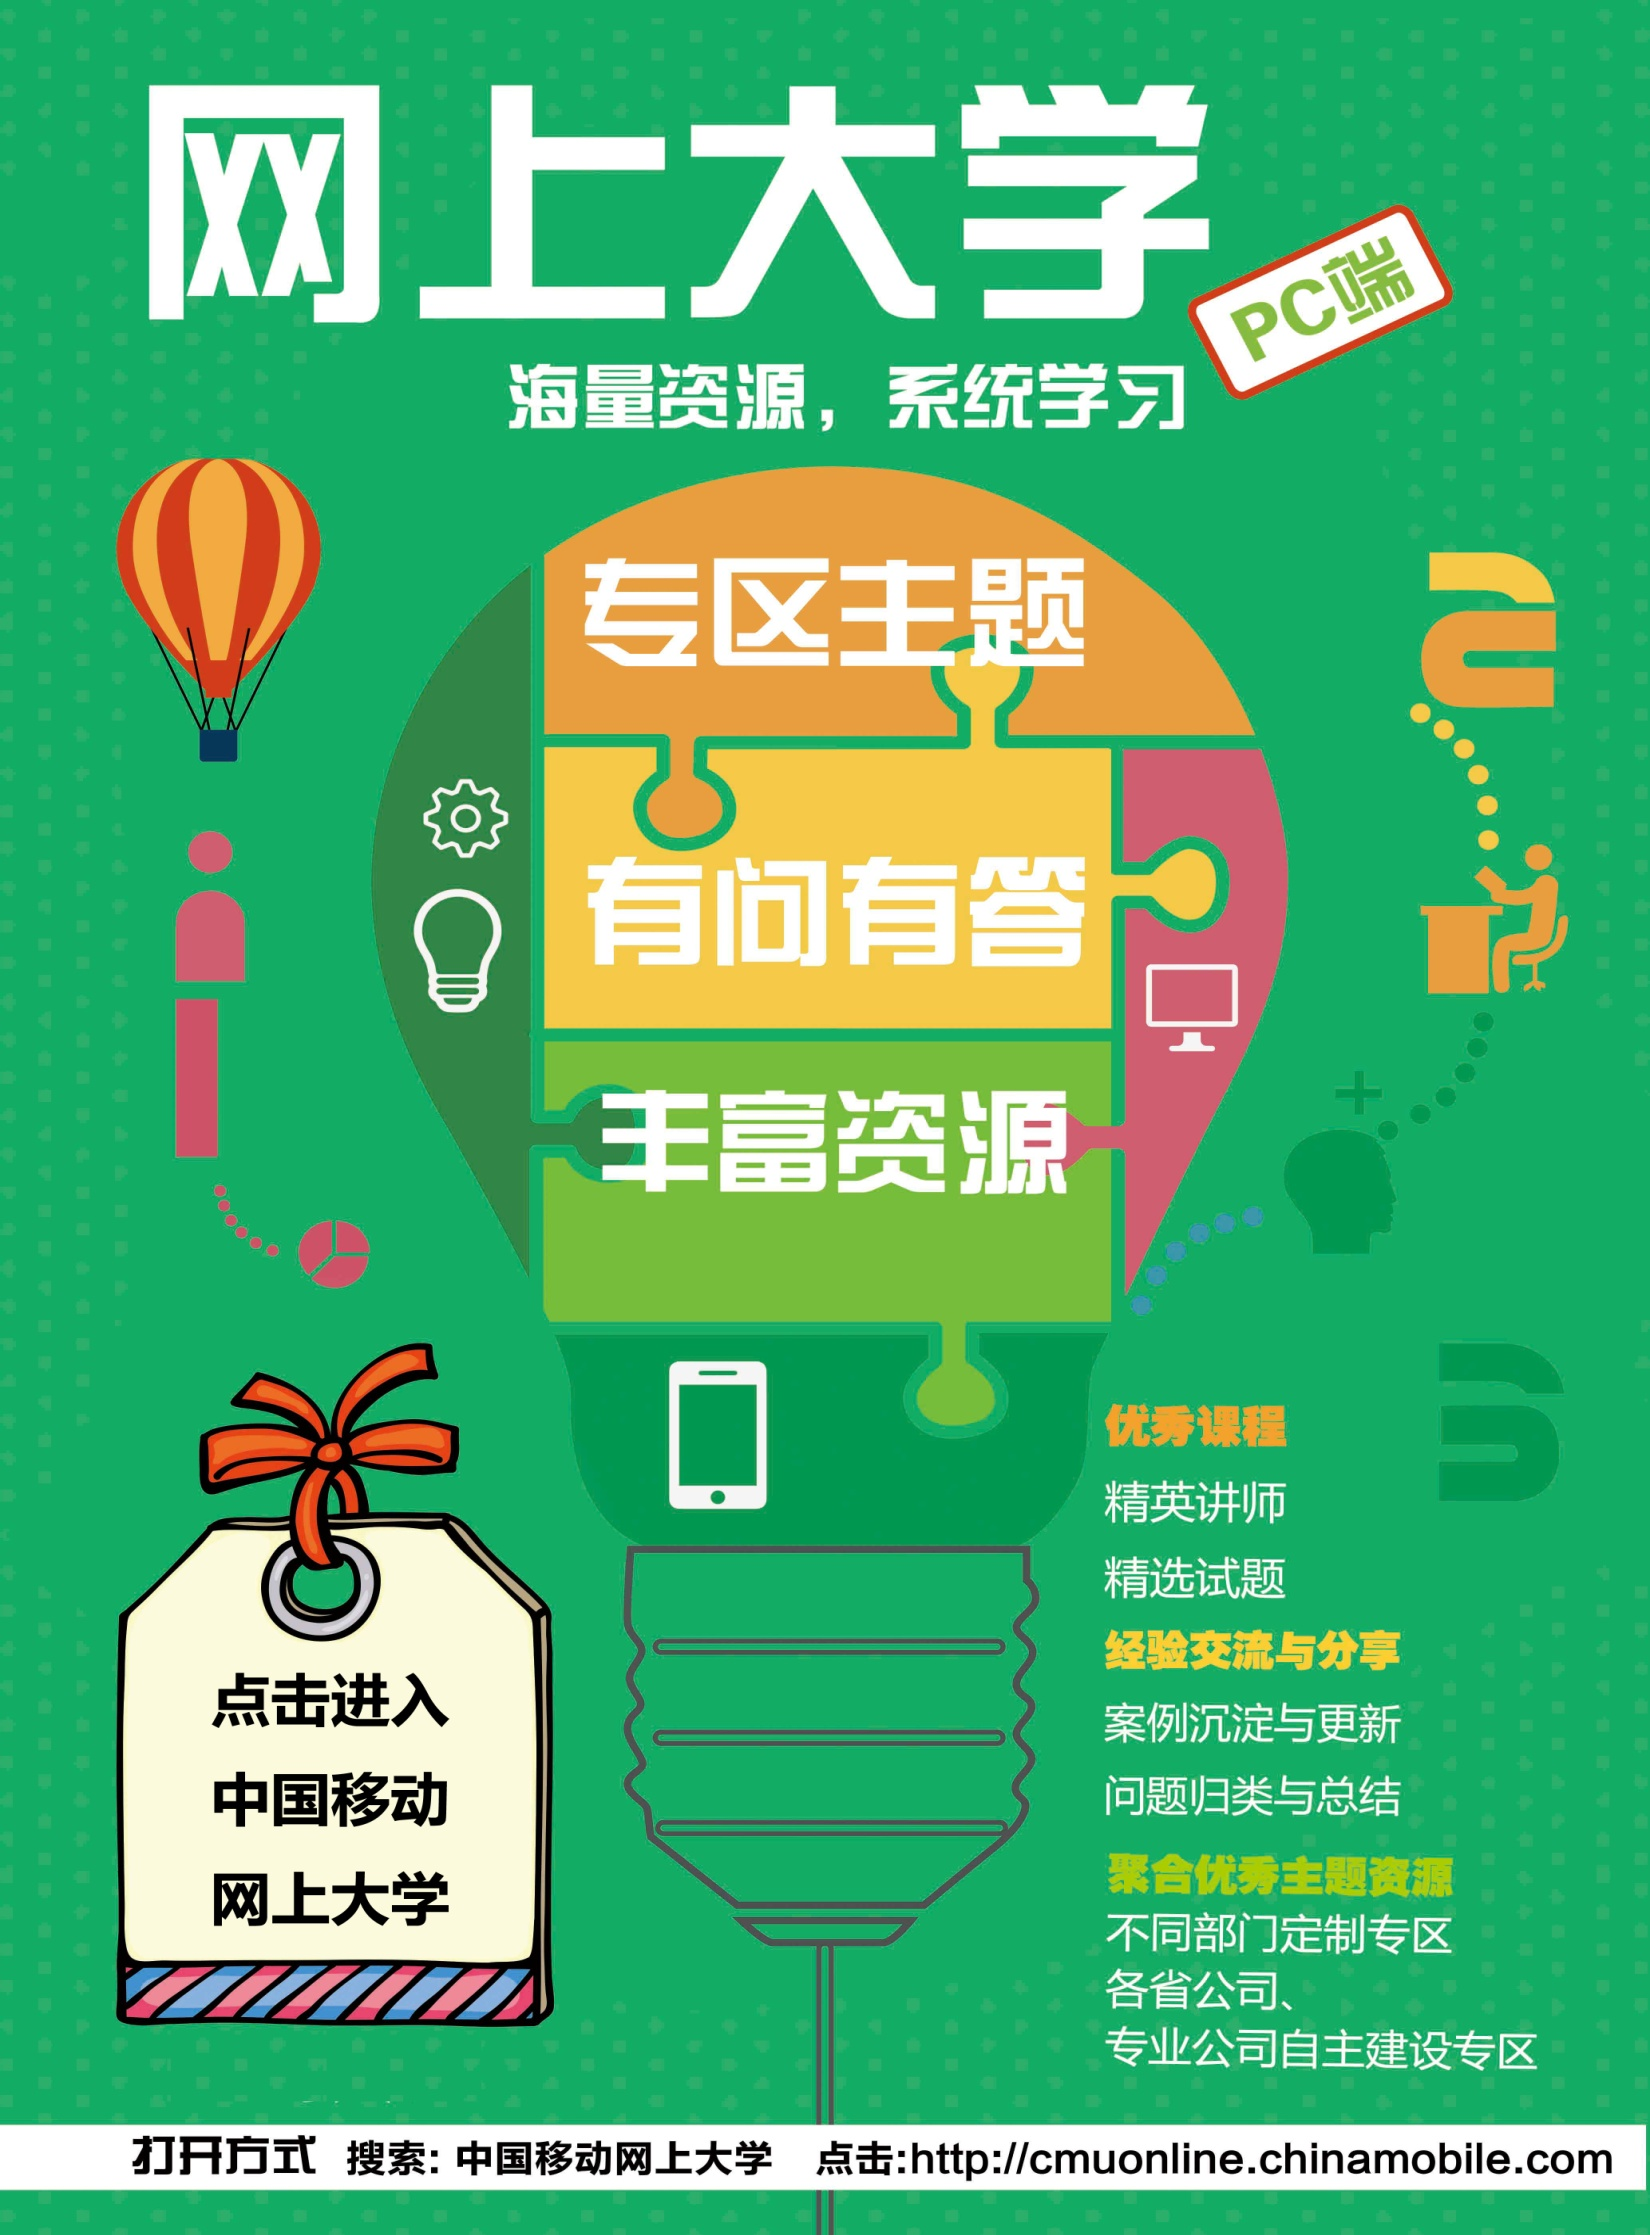 网上大学
PC端
海量资源，系统学习
专区主题
有问有答
丰富资源
1
2
3
优秀课程
精英讲师
精选试题
经验交流与分享
案例沉淀与更新
问题归类与总结
聚合优秀主题资源
不同部门定制专区
各省公司、
专业公司自主建设专区
点击进入
中国移动
网上大学
打开方式 搜索: 中国移动网上大学 点击:http://cmuonline.chinamobile.com